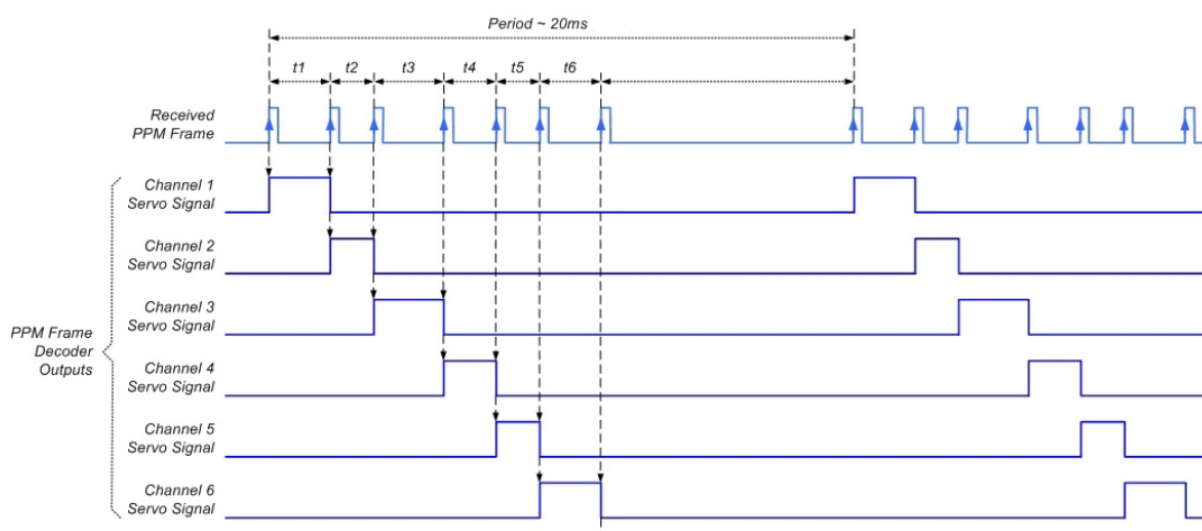 Period ~ 20ms
t1 t2 t3 t4 t5 t6
Received
PPM Frame
Channel 1
Servo Signal
Channel 2
Servo Signal
Channel 3
Servo Signal
PPM Frame
Decoder
Outputs
Channel 4
Servo Signal
Channel 5
Servo Signal
Channel 6
Servo Signal